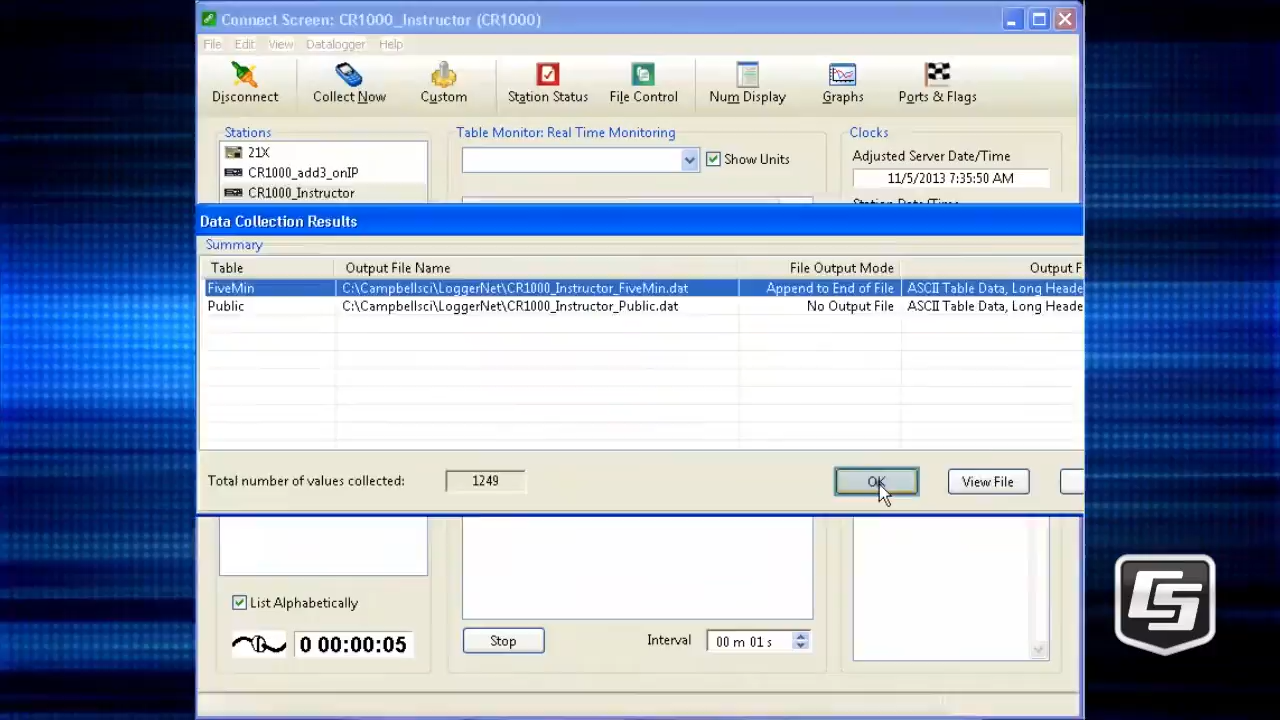 Connect Screen: CR1000_Instructor (CR1000)
File Edit View Datalogger Help
Disconnect Collect Now Custom Station Status File Control Num Display Graphs Ports & Flags
Stations Table Monitor: Real Time Monitoring Clocks
21X Show Units Adjusted Server Date/Time
CR1000_add3_onIP 11/5/2013 7:35:50 AM
CR1000_Instructor
Station Date/Time
Data Collection Results
Summary
Table Output File Name File Output Mode Output F
FiveMin C:\Campbellsci\LoggerNet\CR1000_Instructor_FiveMin.dat Append to End of File ASCII Table Data, Long Heade
Public C:\Campbellsci\LoggerNet\CR1000_Instructor_Public.dat No Output File ASCII Table Data, Long Heade
Total number of values collected: 1249 OK View File
List Alphabetically
0 00:00:05 Stop Interval 00 m 01 s
CS